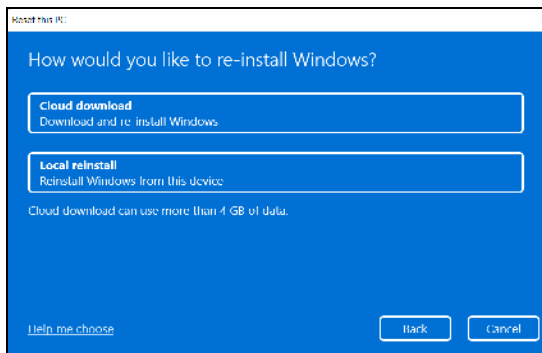 Reset this PC
How would you like to re-install Windows?
Cloud download
Download and re-install Windows
Local reinstall
Reinstall Windows from this device
Cloud download can use more than 4 GB of data.
Help me choose
Back
Cancel